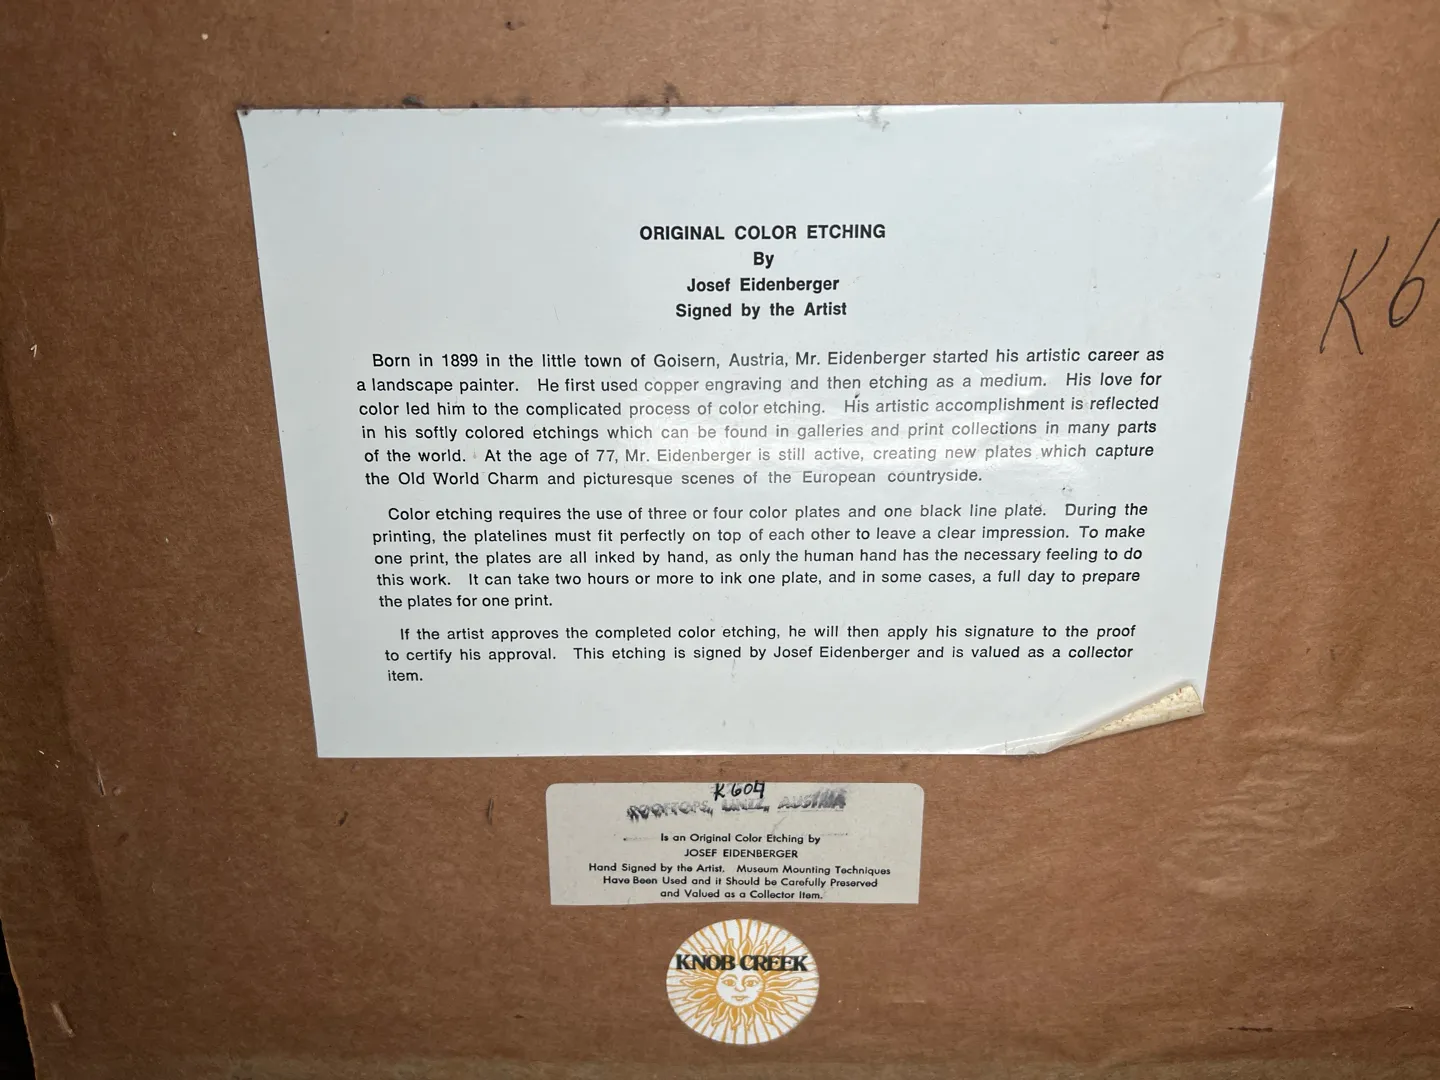 ORIGINAL COLOR ETCHING
By
Josef Eidenberger
Signed by the Artist
Born in 1899 in the little town of Goisern, Austria, Mr. Eidenberger started his artistic career as
a landscape painter. He first used copper engraving and then etching as a medium. His love for
color led him to the complicated process of color etching. His artistic accomplishment is reflected
in his softly colored etchings which can be found in galleries and print collections in many parts
of the world. At the age of 77, Mr. Eidenberger is still active, creating new plates which capture
the Old World Charm and picturesque scenes of the European countryside.
Color etching requires the use of three or four color plates and one black line plate. During the
printing, the platelines must fit perfectly on top of each other to leave a clear impression. To make
one print, the plates are all inked by hand, as only the human hand has the necessary feeling to do
this work. It can take two hours or more to ink one plate, and in some cases, a full day to prepare
the plates for one print.
If the artist approves the completed color etching, he will then apply his signature to the proof
to certify his approval. This etching is signed by Josef Eidenberger and is valued as a collector
item.
K6
K604
ROOFTOPS, LINZ, AUSTRIA
Is an Original Color Etching by
JOSEF EIDENBERGER
Hand Signed by the Artist. Museum Mounting Techniques
Have Been Used and it Should be Carefully Preserved
and Valued as a Collector Item.
KNOB CREEK